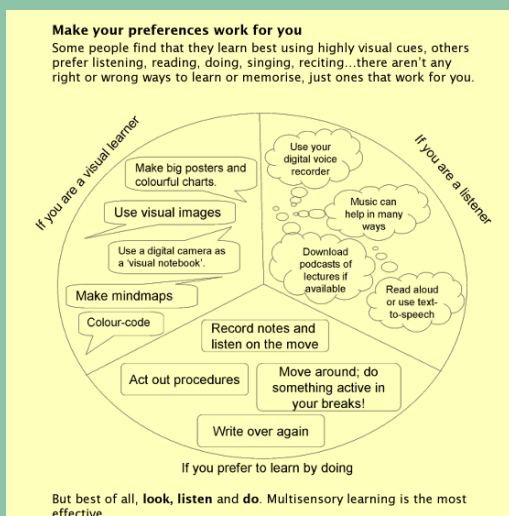 Make your preferences work for you
Some people find that they learn best using highly visual cues, others
prefer listening, reading, doing, singing, reciting...there aren't any
right or wrong ways to learn or memorise, just ones that work for you.
If you are a visual learner
Make big posters and
colourful charts.
Use visual images
Use a digital camera as
a 'visual notebook'.
Make mindmaps
Colour-code
If you are a listener
Use your
digital voice
recorder
Music can
help in many
ways
Download
podcasts of
lectures if
available
Read aloud
or use text-
to-speech
Record notes and
listen on the move
Act out procedures
Move around; do
something active in
your breaks!
Write over again
If you prefer to learn by doing
But best of all, look, listen and do. Multisensory learning is the most
effective